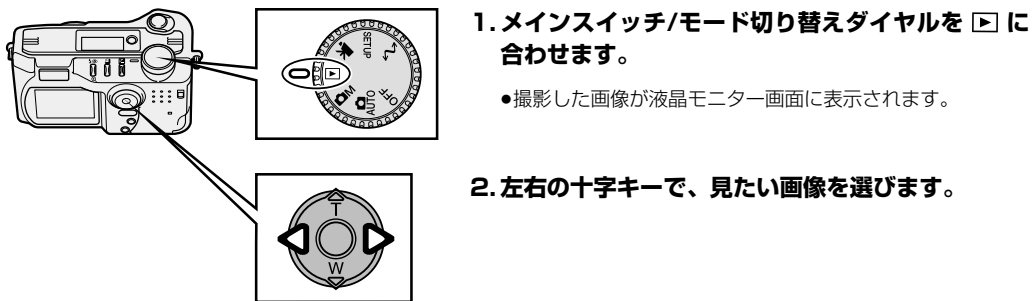 1. メインスイッチ/モード切り替えダイヤルを ▶ に
合わせます。
●撮影した画像が液晶モニター画面に表示されます。
2. 左右の十字キーで、見たい画像を選びます。
SETUP
OFF
AUTO
M
T
W